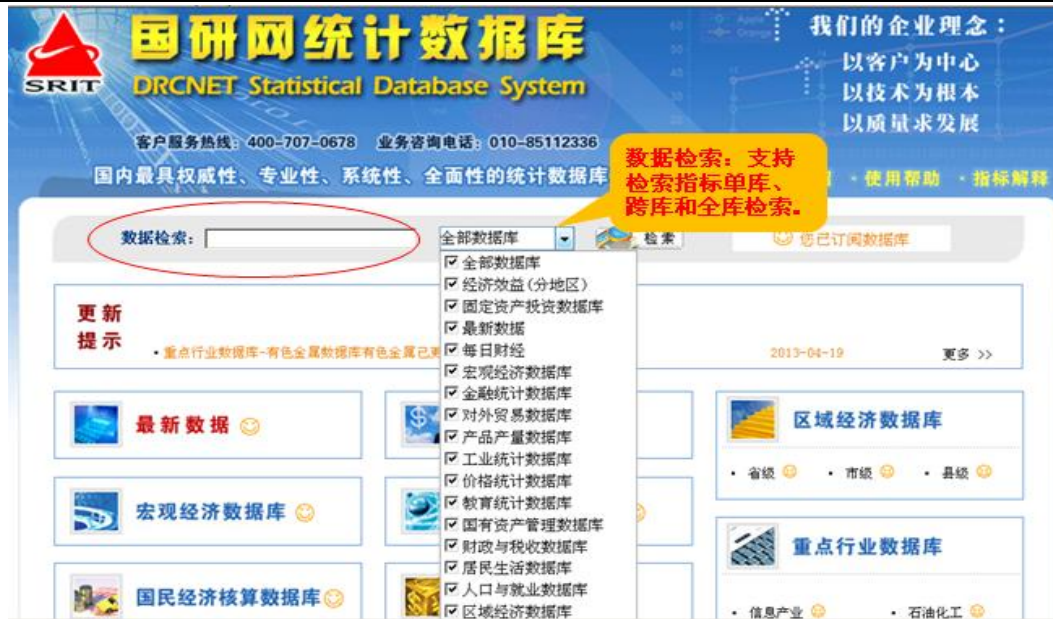 国研网统计数据库
我们的企业理念：
以客户为中心
以技术为根本
以质量求发展
SRIT
DRCNET Statistical Database System
客户服务热线：400-707-0678 业务咨询电话：010-85112336
国内最具权威性、专业性、系统性、全面性的统计数据库
·使用帮助 ·指标解释
数据检索：支持
检索指标单库、
跨库和全库检索。
数据检索：
全部数据库
检索
您已订阅数据库
全部数据库
经济效益(分地区)
固定资产投资数据库
最新数据
每日财经
宏观经济数据库
金融统计数据库
对外贸易数据库
产品产量数据库
工业统计数据库
价格统计数据库
教育统计数据库
国有资产管理数据库
财政与税收数据库
居民生活数据库
人口与就业数据库
区域经济数据库
更新
提示
·重点行业数据库-有色金属数据库有色金属已更
2013-04-19
更多 >>
最新数据
宏观经济数据库
国民经济核算数据库
区域经济数据库
· 省级 · 市级 · 县级
重点行业数据库
· 信息产业 · 石油化工